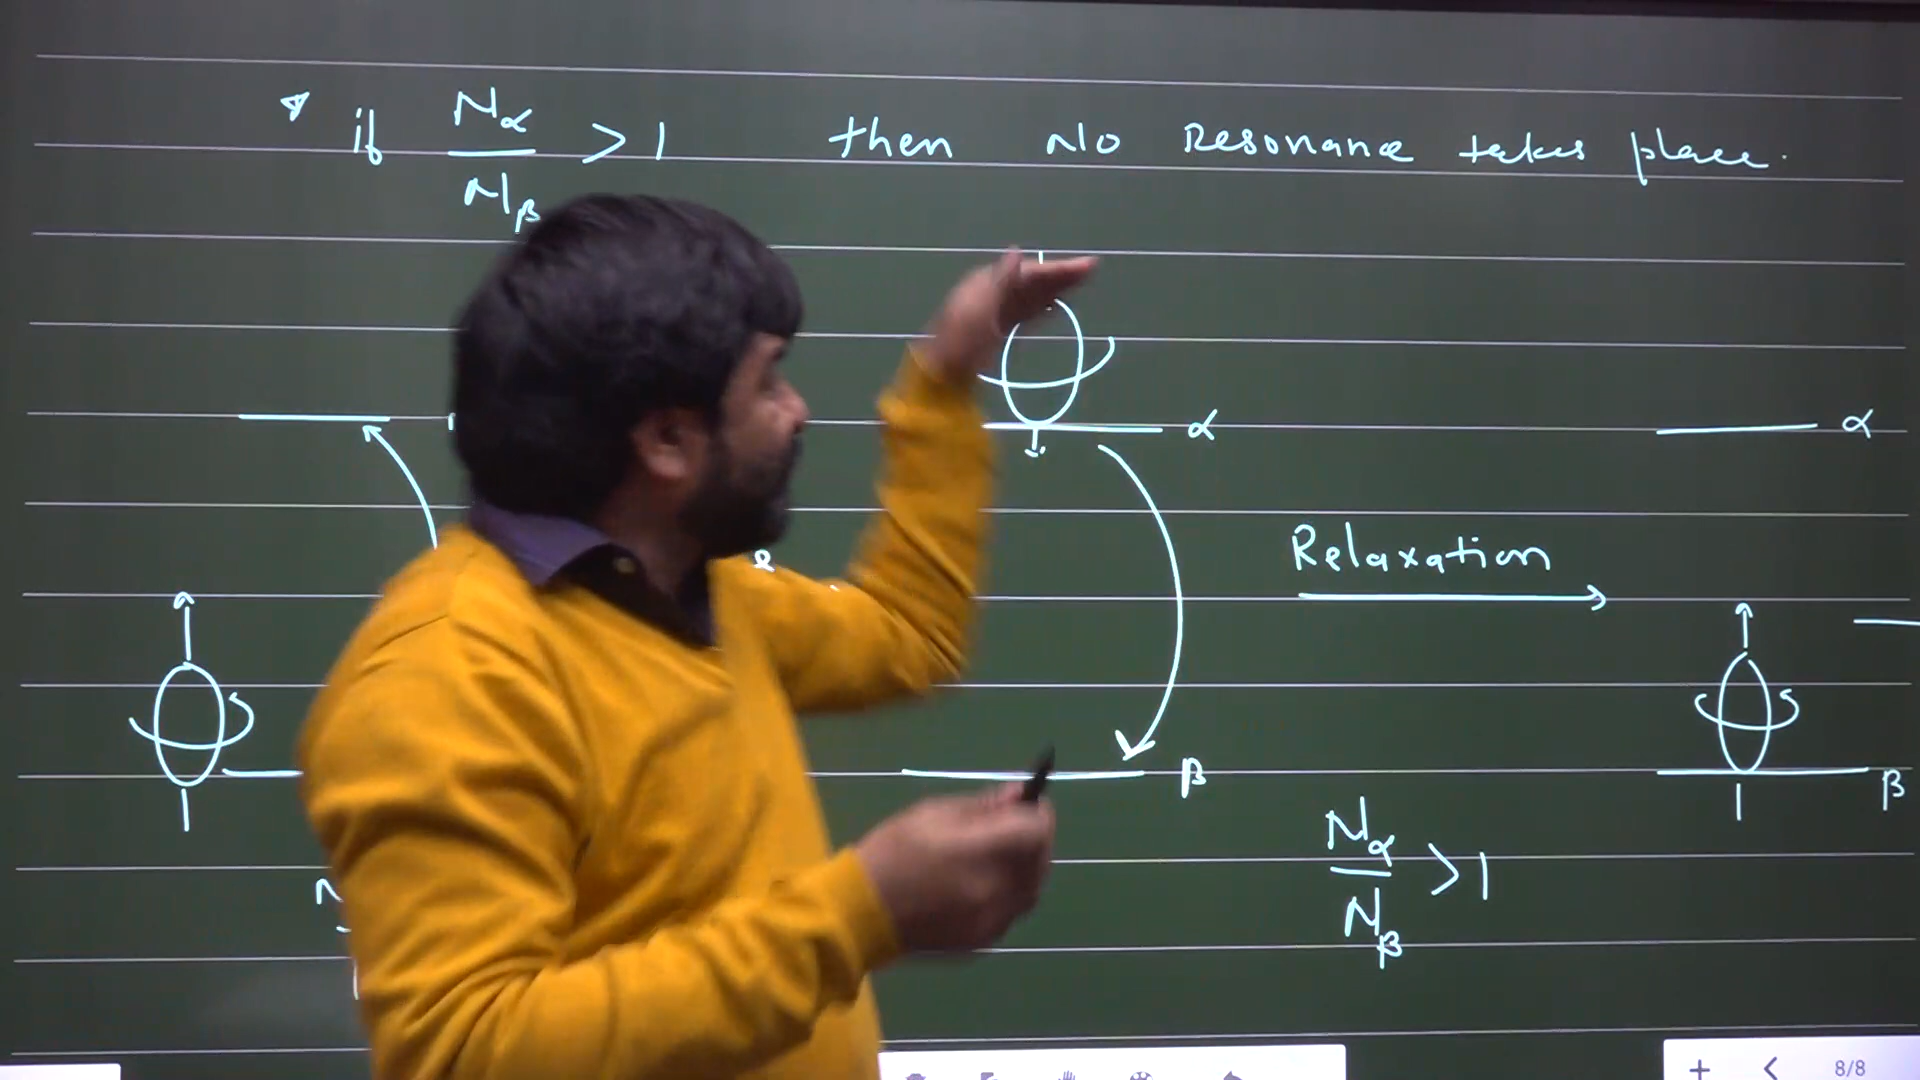 if Nα / Nβ > 1 then No Resonance takes place.
α
α
Relaxation
β
β
Nα / Nβ > 1
8/8